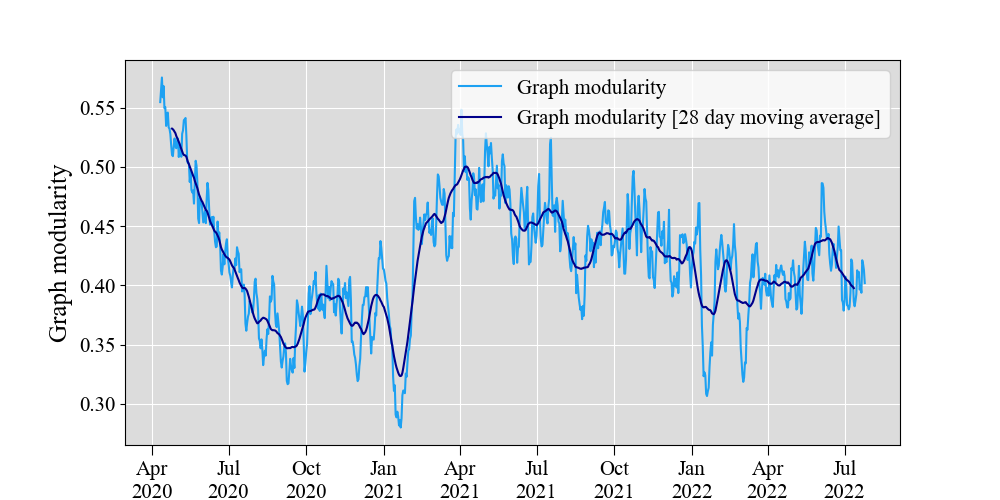 Graph modularity
Graph modularity [28 day moving average]
Graph modularity
0.55
0.50
0.45
0.40
0.35
0.30
Apr 2020
Jul 2020
Oct 2020
Jan 2021
Apr 2021
Jul 2021
Oct 2021
Jan 2022
Apr 2022
Jul 2022